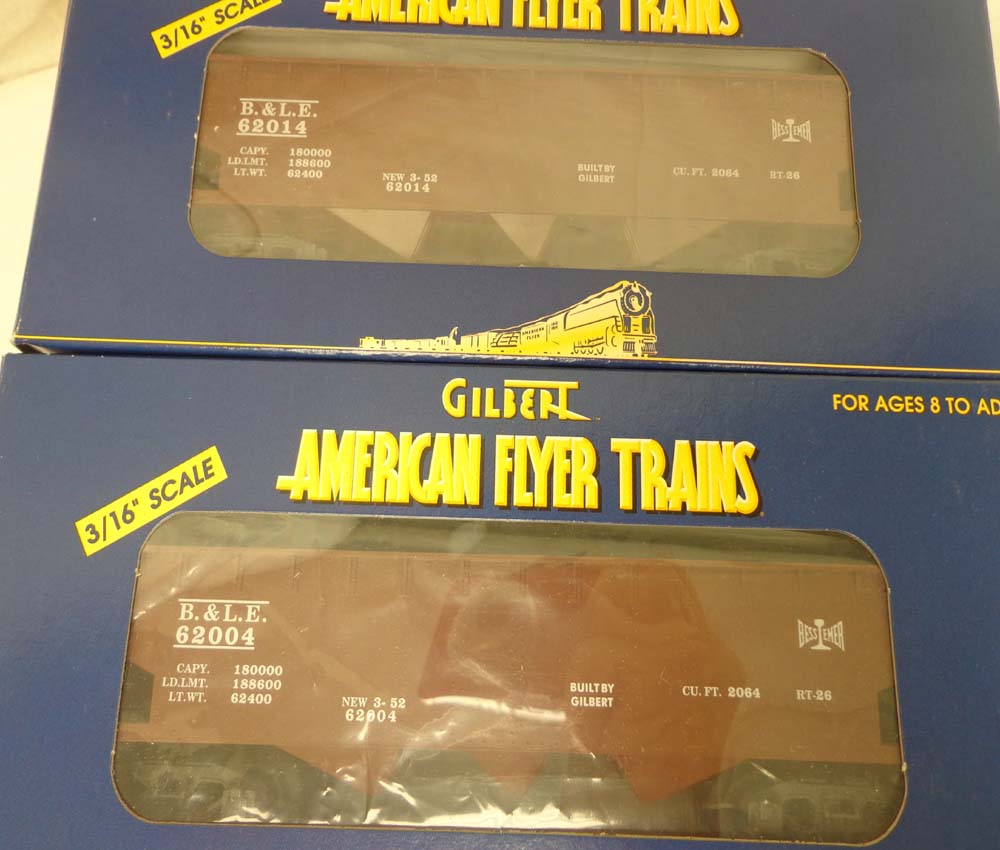 3/16" SCALE
AMERICAN FLYER TRAINS
B. & L.E.
62014
CAPY. 180000
LD.LMT. 188600
LT.WT. 62400
NEW 3-52
62014
BUILT BY
GILBERT
CU. FT. 2064
RT-26
BESSEMER
AMERICAN
FLYER
GILBERT
FOR AGES 8 TO AD
AMERICAN FLYER TRAINS
3/16" SCALE
B. & L.E.
62004
CAPY. 180000
LD.LMT. 188600
LT.WT. 62400
NEW 3-52
62004
BUILT BY
GILBERT
CU. FT. 2064
RT-26
BESSEMER